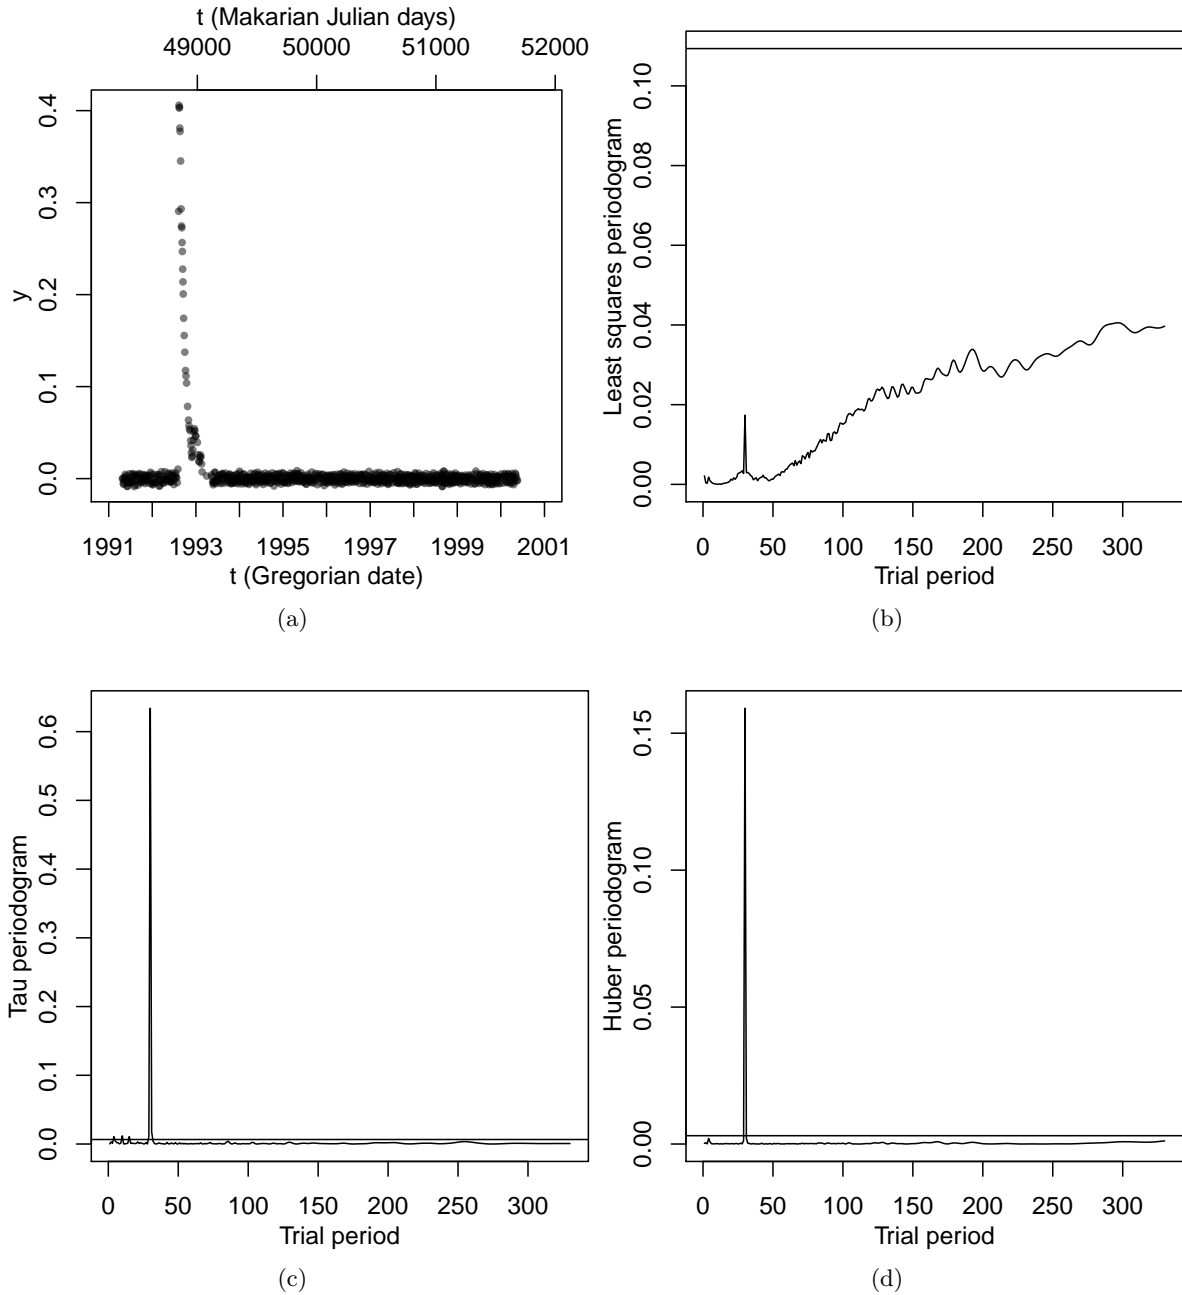 t (Makarian Julian days)
49000 50000 51000 52000
y
0.4
0.3
0.2
0.1
0.0
1991 1993 1995 1997 1999 2001
t (Gregorian date)
(a)
Least squares periodogram
0.10
0.08
0.06
0.04
0.02
0.00
0 50 100 150 200 250 300
Trial period
(b)
Tau periodogram
0.6
0.5
0.4
0.3
0.2
0.1
0.0
0 50 100 150 200 250 300
Trial period
(c)
Huber periodogram
0.15
0.10
0.05
0.00
0 50 100 150 200 250 300
Trial period
(d)